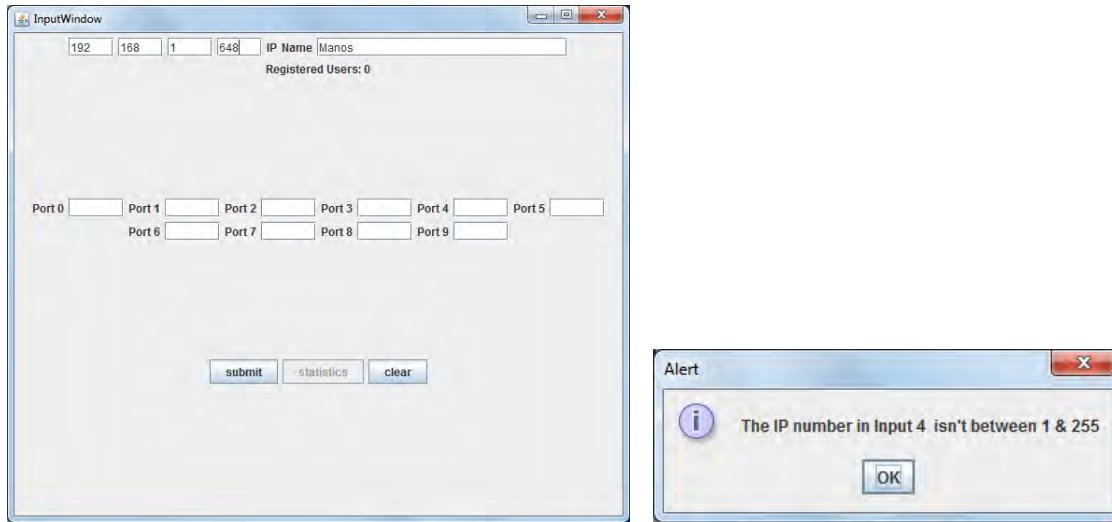 InputWindow
192 168 1 648 IP Name Manos
Registered Users: 0
Port 0 Port 1 Port 2 Port 3 Port 4 Port 5
Port 6 Port 7 Port 8 Port 9
submit statistics clear
Alert
The IP number in Input 4 isn't between 1 & 255
OK